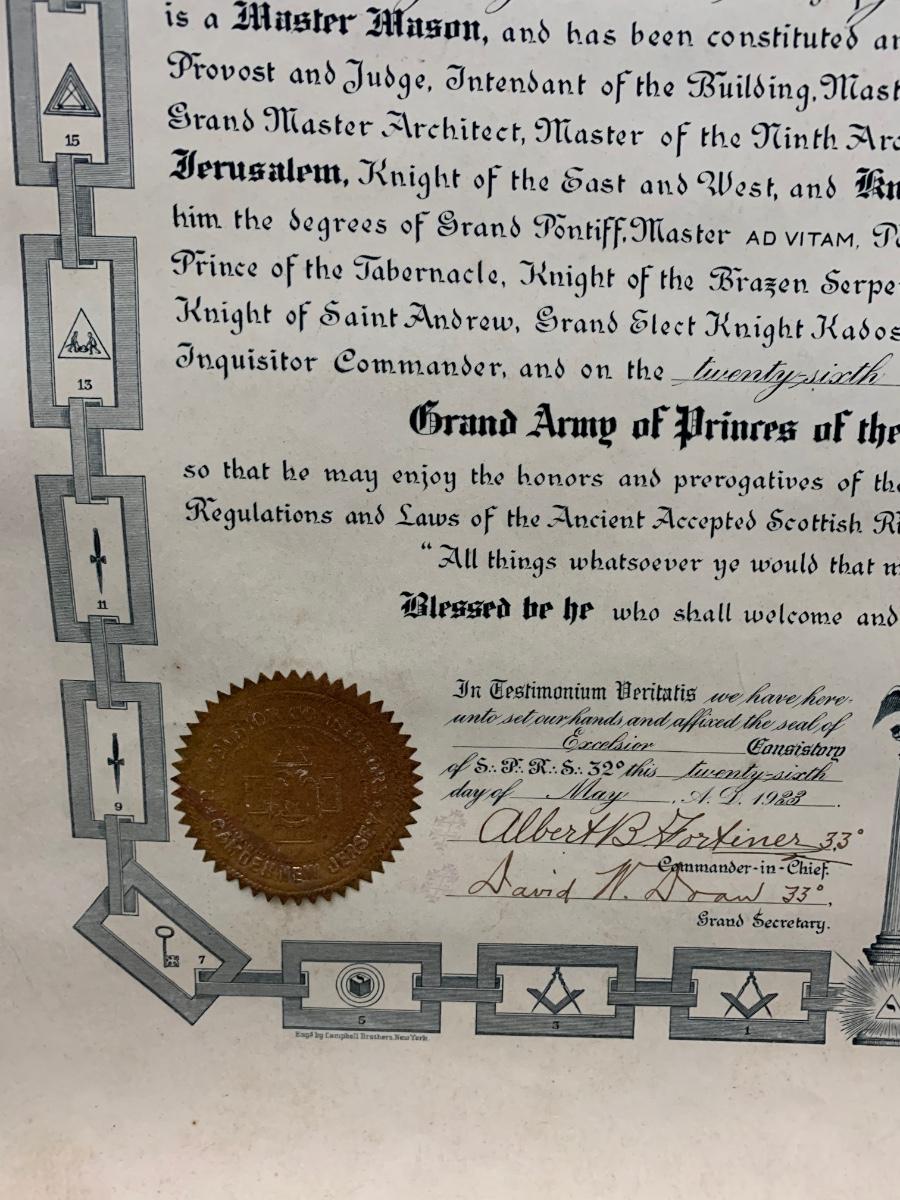 is a Master Mason, and has been constituted
Provost and Judge, Intendant of the Building, Mast
Grand Master Architect, Master of the Ninth Arc
Jerusalem, Knight of the East and West, and Kn
him the degrees of Grand Pontiff, Master AD VITAM, P
Prince of the Tabernacle, Knight of the Brazen Serpe
Knight of Saint Andrew, Grand Elect Knight Kados
Inquisitor Commander, and on the twenty-sixth
Grand Army of Princes of the
so that he may enjoy the honors and prerogatives of the
Regulations and Laws of the Ancient Accepted Scottish Ri
"All things whatsoever ye would that m
Blessed be he who shall welcome and
In Testimonium Veritatis we have here-
unto set our hands and affixed the seal of
Excelsior Consistory
of S∴ P∴ R∴ S∴ 32° this twenty-sixth
day of May, A. D. 1923.
Albert B Fortiner 33°
Commander-in-Chief.
David W. Doan 33°,
Grand Secretary.
CAMDEN NEW JERSEY
15
13
11
9
7
5
3
1
Eng'd by Campbell Brothers, New York.